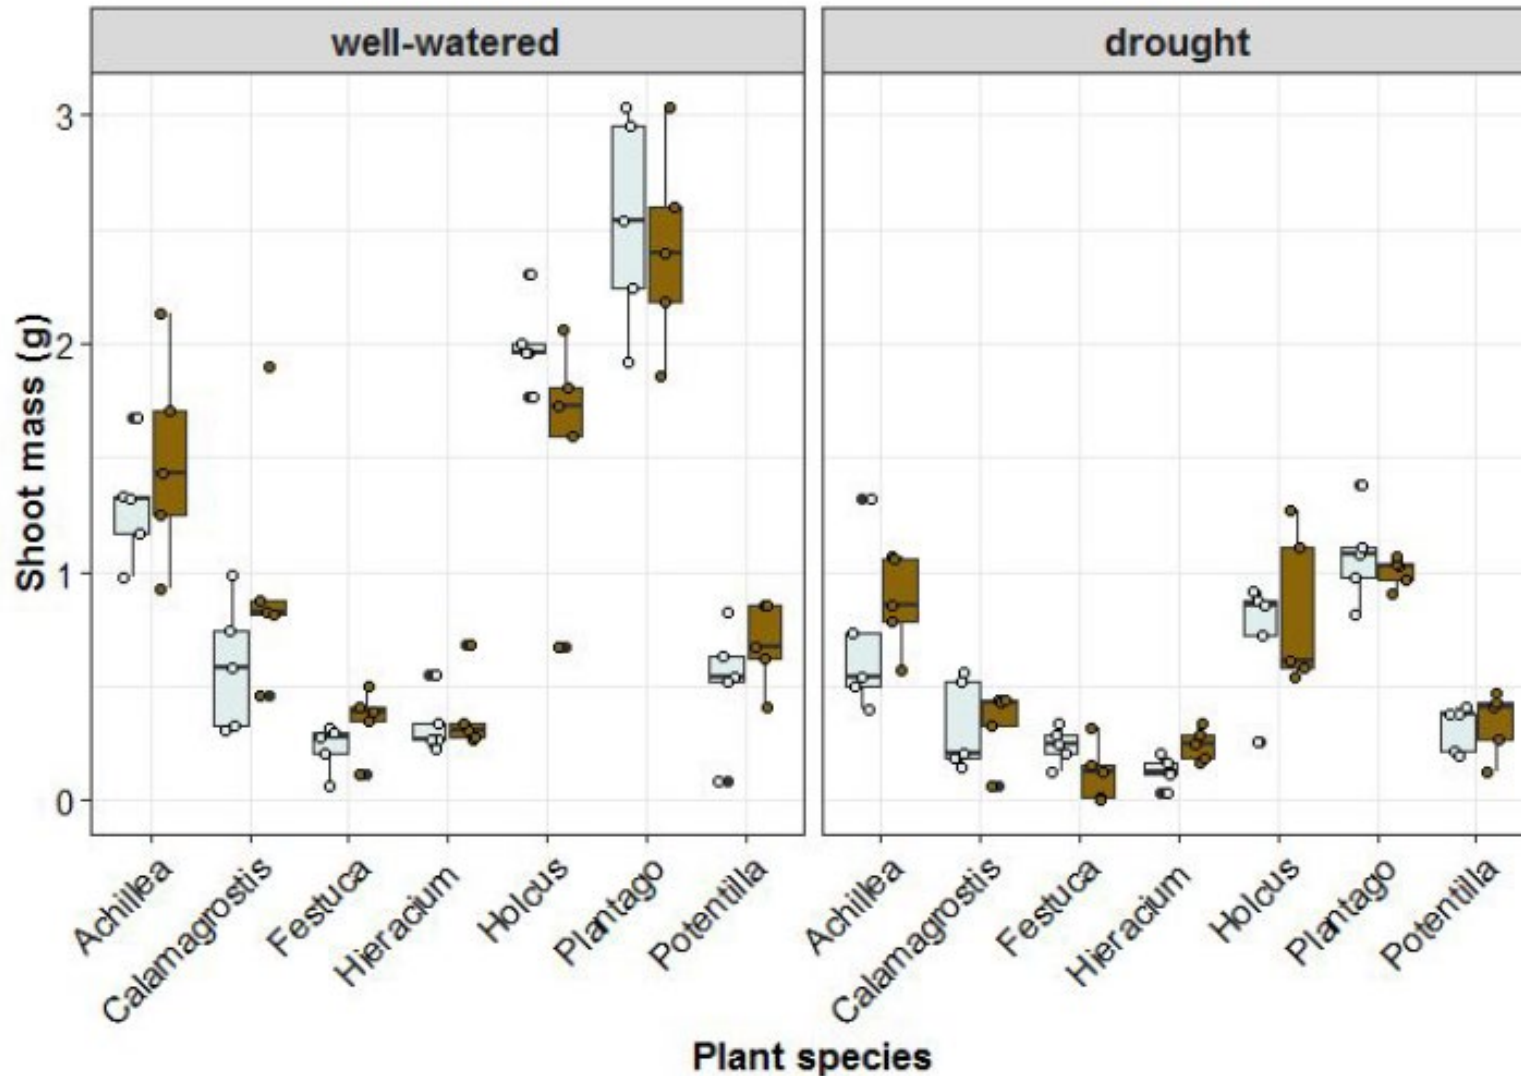 well-watered
drought
Shoot mass (g)
3
2
1
0
Achillea
Calamagrostis
Festuca
Hieracium
Holcus
Plantago
Potentilla
Achillea
Calamagrostis
Festuca
Hieracium
Holcus
Plantago
Potentilla
Plant species